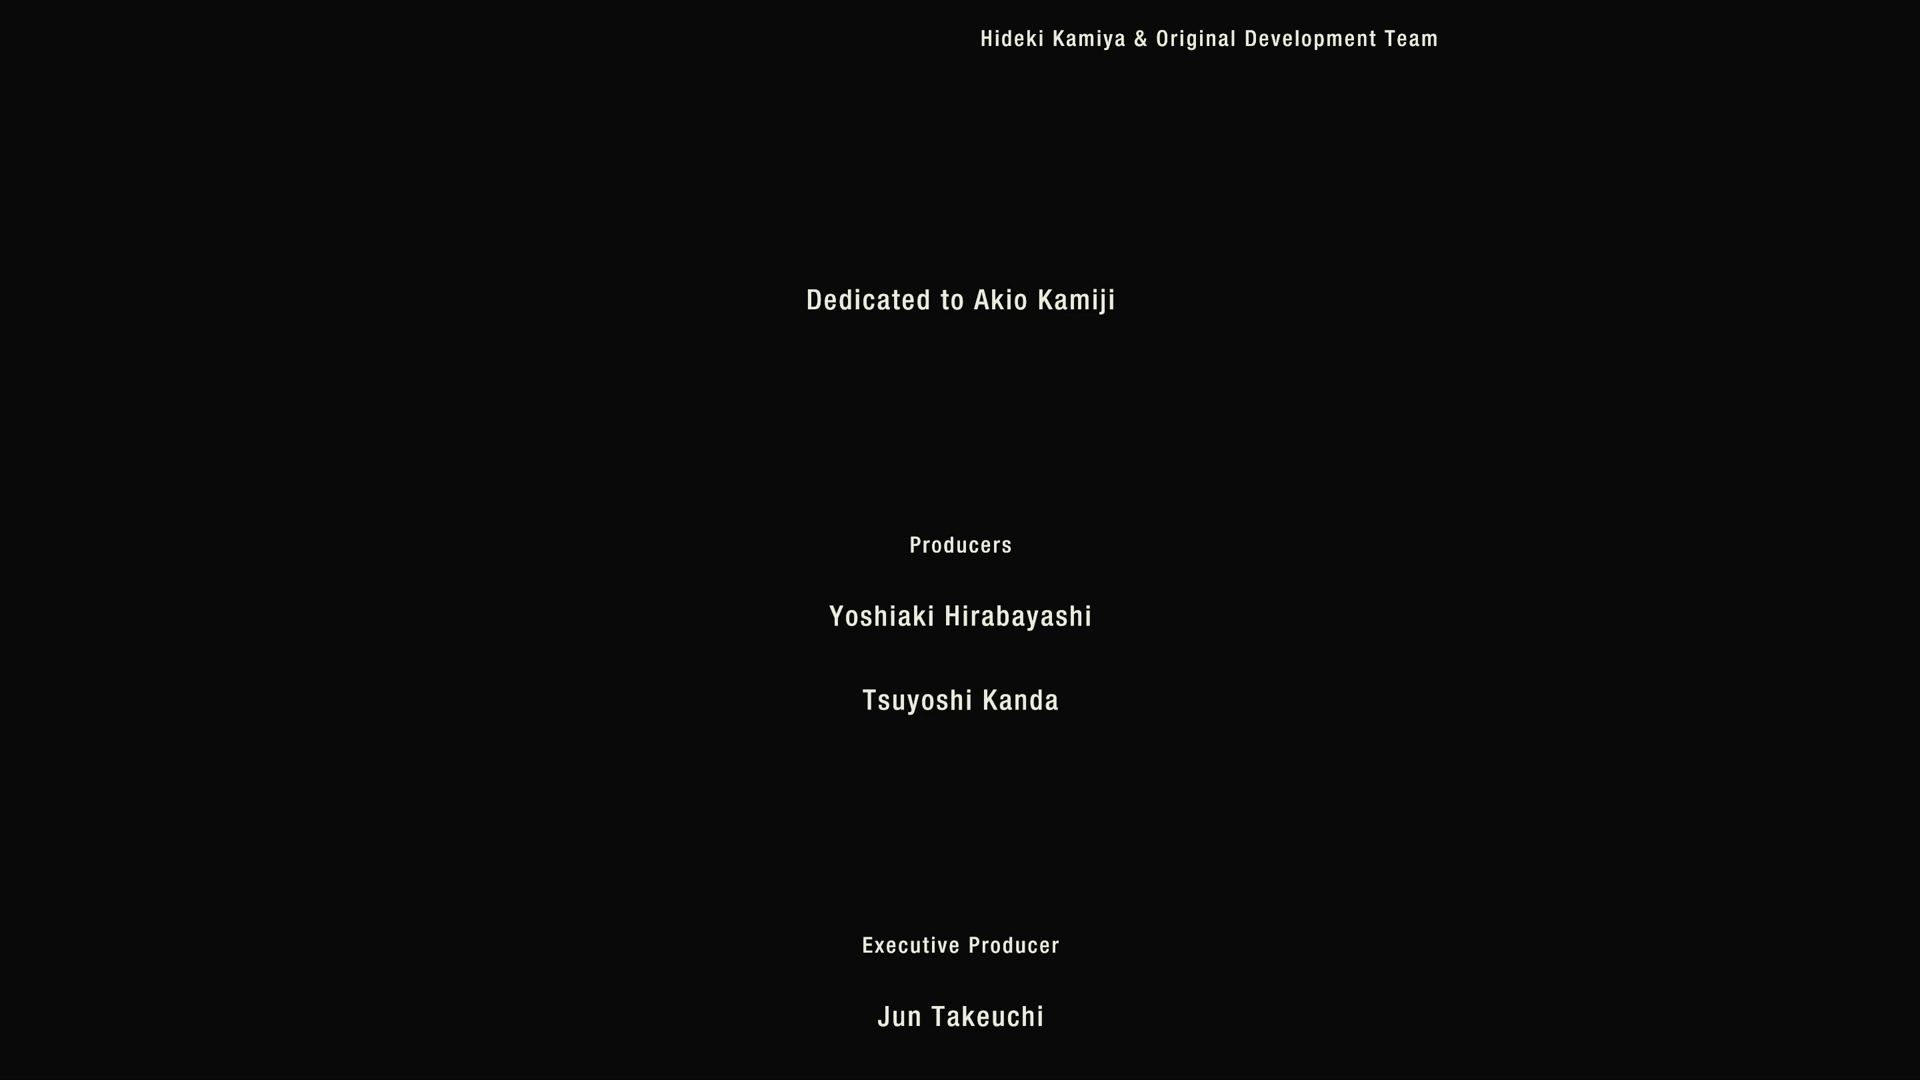 Hideki Kamiya & Original Development Team
Dedicated to Akio Kamiji
Producers
Yoshiaki Hirabayashi
Tsuyoshi Kanda
Executive Producer
Jun Takeuchi